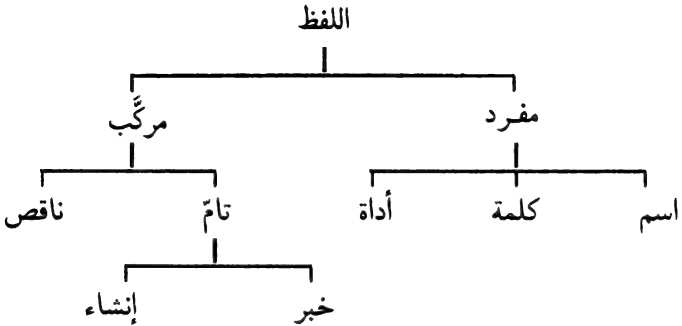 اللفظ
مفرد مركَّب
اسم كلمة أداة تامّ ناقص
خبر إنشاء